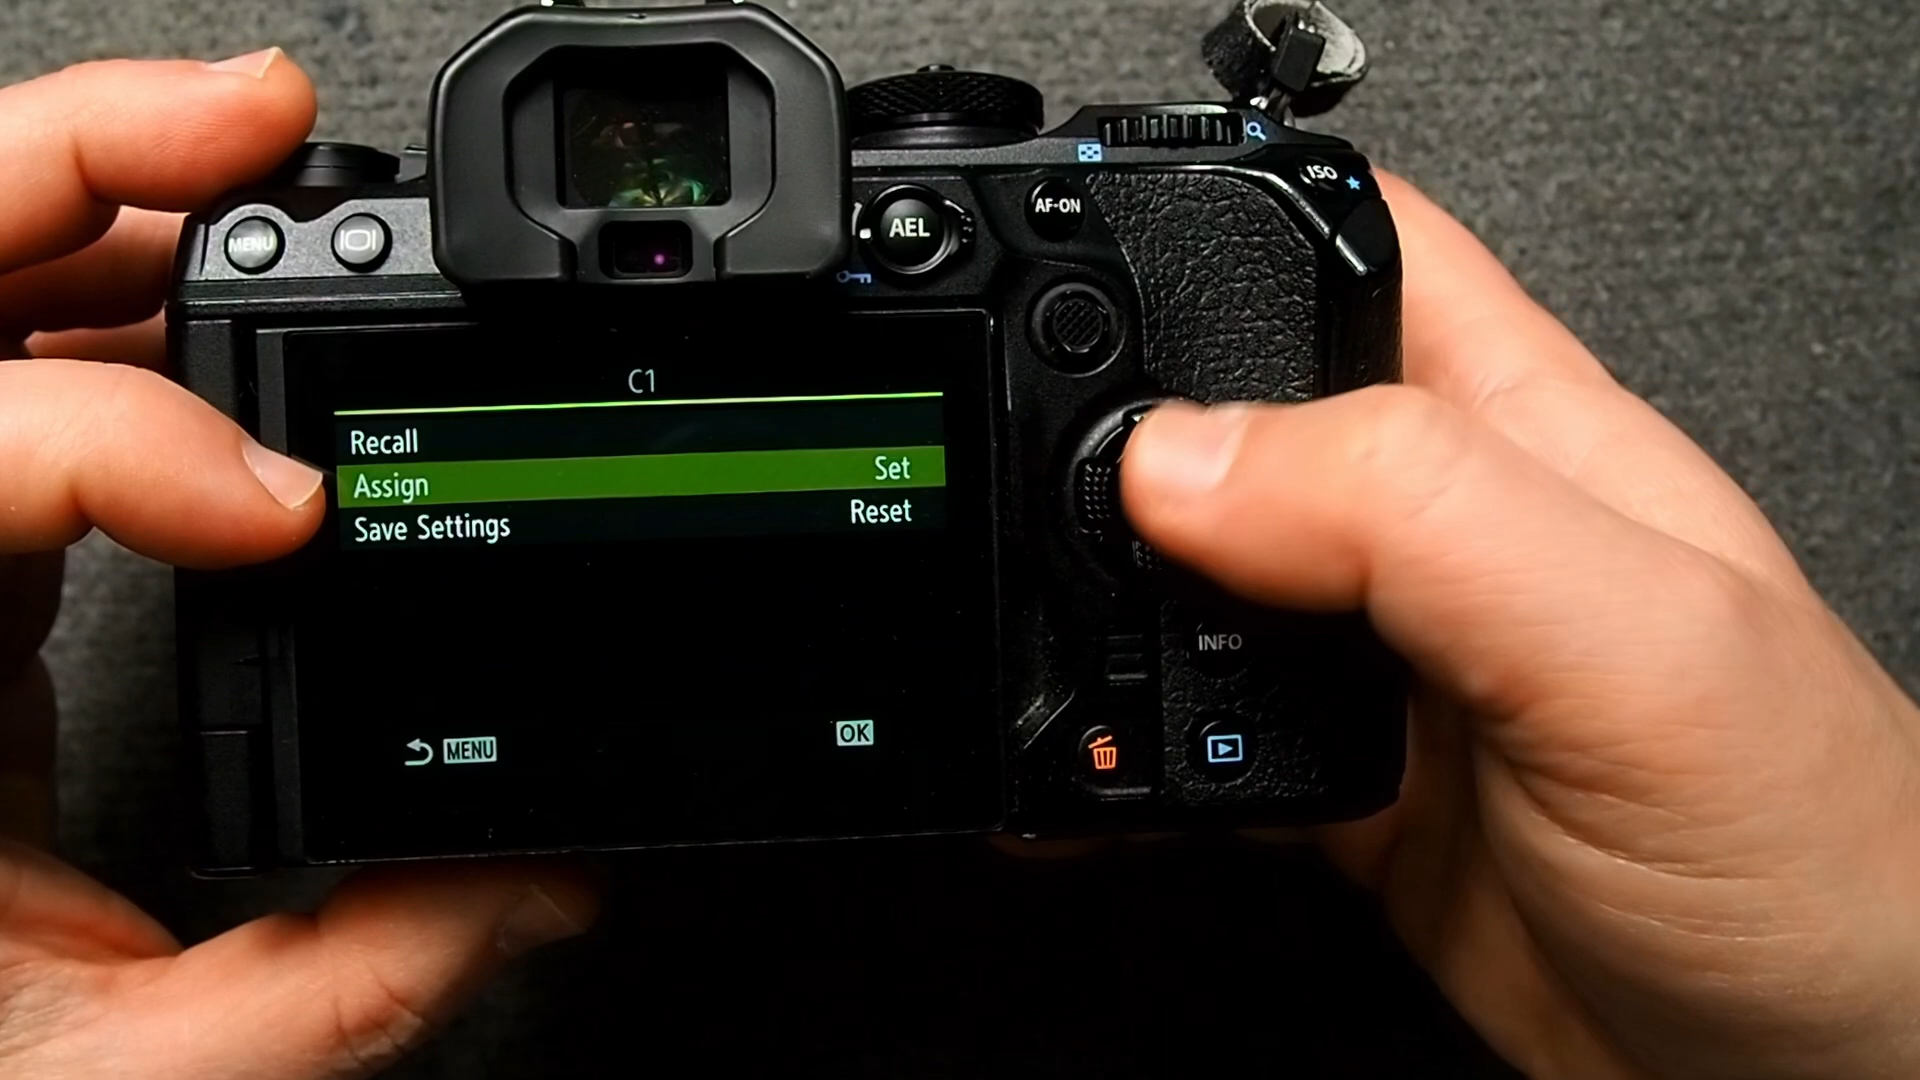 ISO
AF-ON
AEL
MENU
C1
Recall
Assign Set
Save Settings Reset
INFO
MENU OK